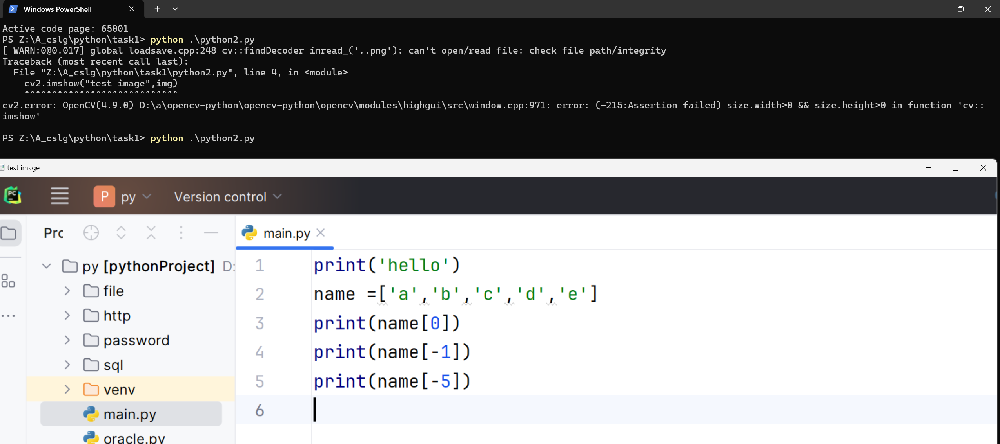 Windows PowerShell
Active code page: 65001
PS Z:\A_cslg\python\task1> python .\python2.py
[ WARN:0@0.017] global loadsave.cpp:248 cv::findDecoder imread_('..png'): can't open/read file: check file path/integrity
Traceback (most recent call last):
  File "Z:\A_cslg\python\task1\python2.py", line 4, in <module>
    cv2.imshow("test image",img)
    ^^^^^^^^^^^^^^^^^^^^^^^^^^^^
cv2.error: OpenCV(4.9.0) D:\a\opencv-python\opencv-python\opencv\modules\highgui\src\window.cpp:971: error: (-215:Assertion failed) size.width>0 && size.height>0 in function 'cv::
imshow'
PS Z:\A_cslg\python\task1> python .\python2.py
test image
PC P py Version control
Prc main.py
py [pythonProject] D:
file
http
password
sql
venv
main.py
oracle.py
1 print('hello')
2 name =['a','b','c','d','e']
3 print(name[0])
4 print(name[-1])
5 print(name[-5])
6